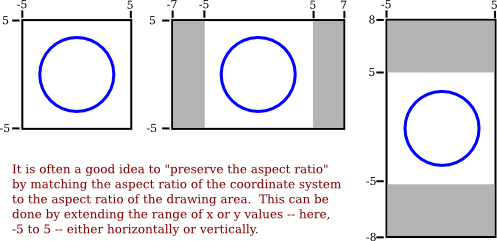 -5 5
5
-5
-7 -5 5 7
5
-5
-5 5
8
5
-5
-8
It is often a good idea to "preserve the aspect ratio"
by matching the aspect ratio of the coordinate system
to the aspect ratio of the drawing area.  This can be
done by extending the range of x or y values -- here,
-5 to 5 -- either horizontally or vertically.